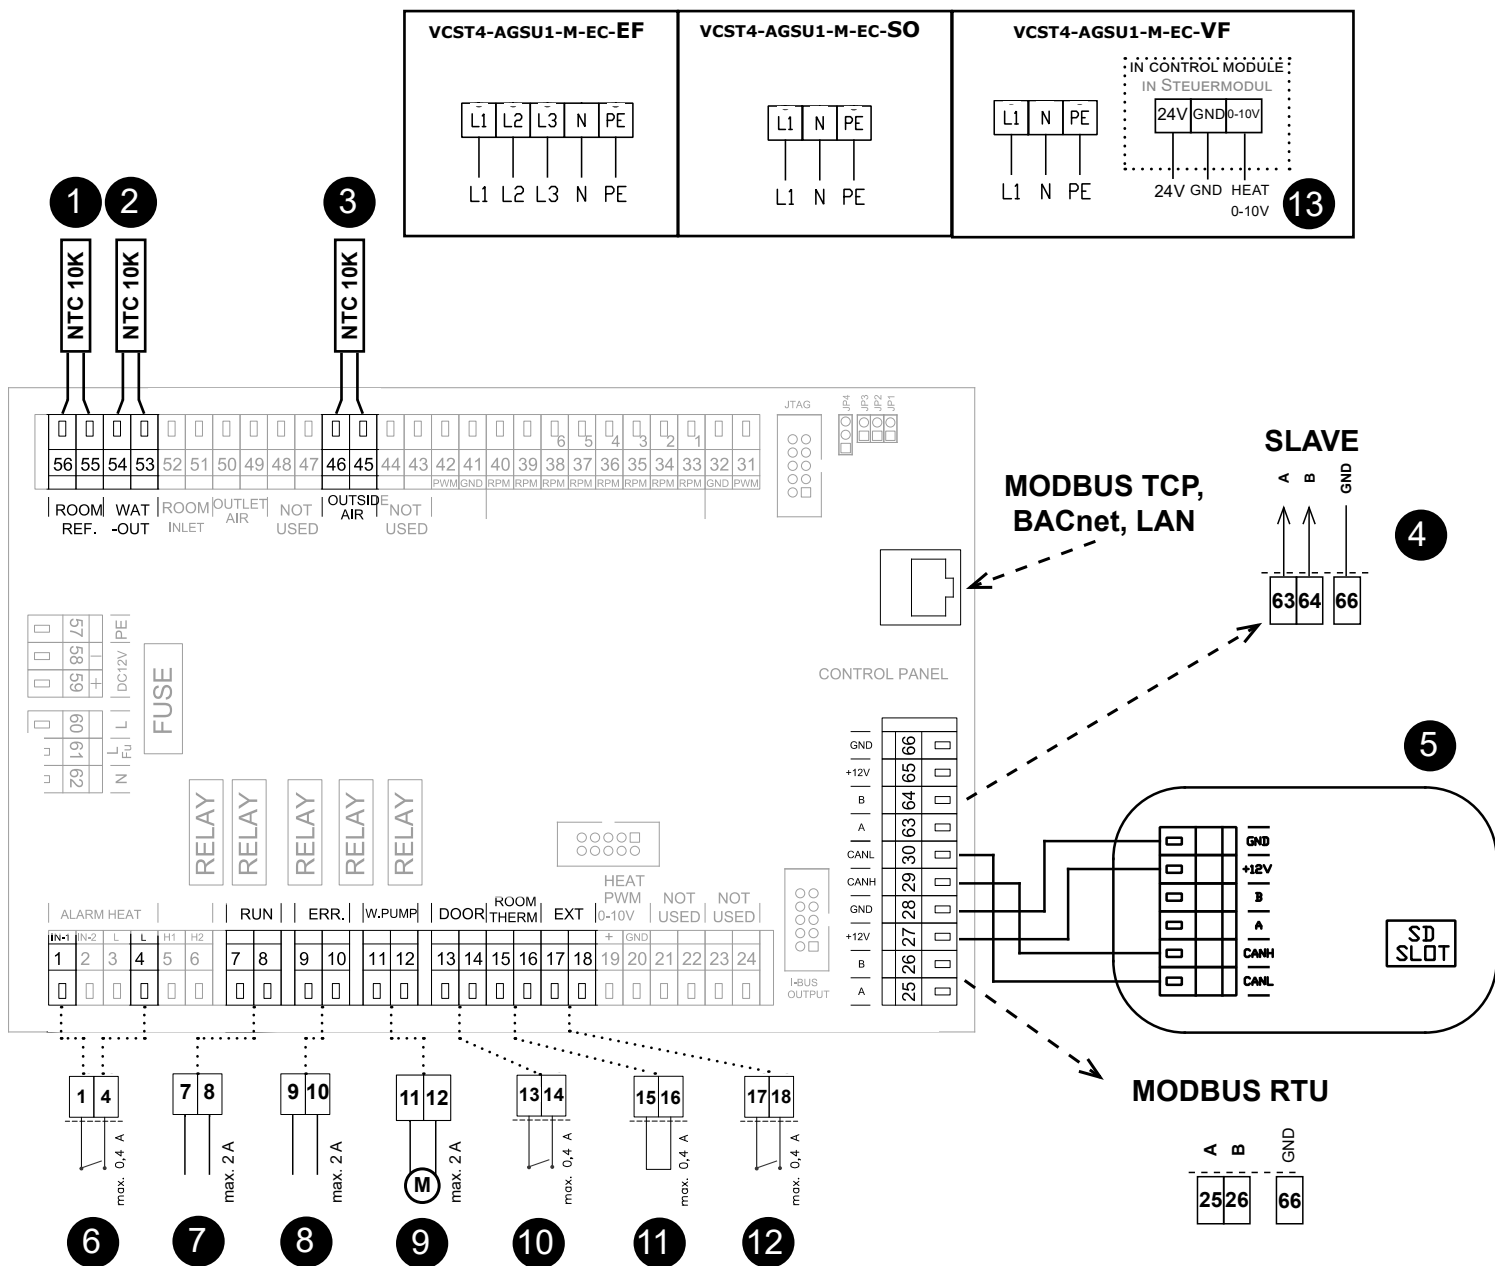 VCST4-AGSU1-M-EC-EF
L1 L2 L3 N PE
L1 L2 L3 N PE
VCST4-AGSU1-M-EC-SO
L1 N PE
L1 N PE
VCST4-AGSU1-M-EC-VF
L1 N PE
L1 N PE
IN CONTROL MODULE
IN STEUERMODUL
24V GND 0-10V
24V GND HEAT
0-10V
13
1 2 3
NTC 10K
NTC 10K
NTC 10K
JTAG
JP4 JP3 JP2 JP1
6 5 4 3 2 1
56 55 54 53 52 51 50 49 48 47 46 45 44 43 42 41 40 39 38 37 36 35 34 33 32 31
PWM GND RPM RPM RPM RPM RPM RPM RPM RPM GND PWM
ROOM
REF.
WAT
-OUT
ROOM
INLET
OUTLET
AIR
NOT
USED
OUTSIDE
AIR
NOT
USED
MODBUS TCP,
BACnet, LAN
SLAVE
A B GND
63 64 66
4
57 PE
58 -
59 +
DC12V
60 L
61 L Fu
62 N
FUSE
RELAY
RELAY
RELAY
RELAY
RELAY
CONTROL PANEL
GND 66
+12V 65
B 64
A 63
CANL 30
CANH 29
GND 28
+12V 27
B 26
A 25
5
GND
+12V
B
A
CANH
CANL
SD
SLOT
ALARM HEAT
RUN
ERR.
W.PUMP
DOOR
ROOM
THERM
EXT
HEAT
PWM
0-10V
NOT
USED
NOT
USED
IN-1 IN-2 L L H1 H2 + GND
1 2 3 4 5 6 7 8 9 10 11 12 13 14 15 16 17 18 19 20 21 22 23 24
I-BUS
OUTPUT
1 4
max. 0,4 A
6
7 8
max. 2 A
7
9 10
max. 2 A
8
11 12
M
max. 2 A
9
13 14
max. 0,4 A
10
15 16
max. 0,4 A
11
17 18
max. 0,4 A
12
MODBUS RTU
A B GND
25 26 66